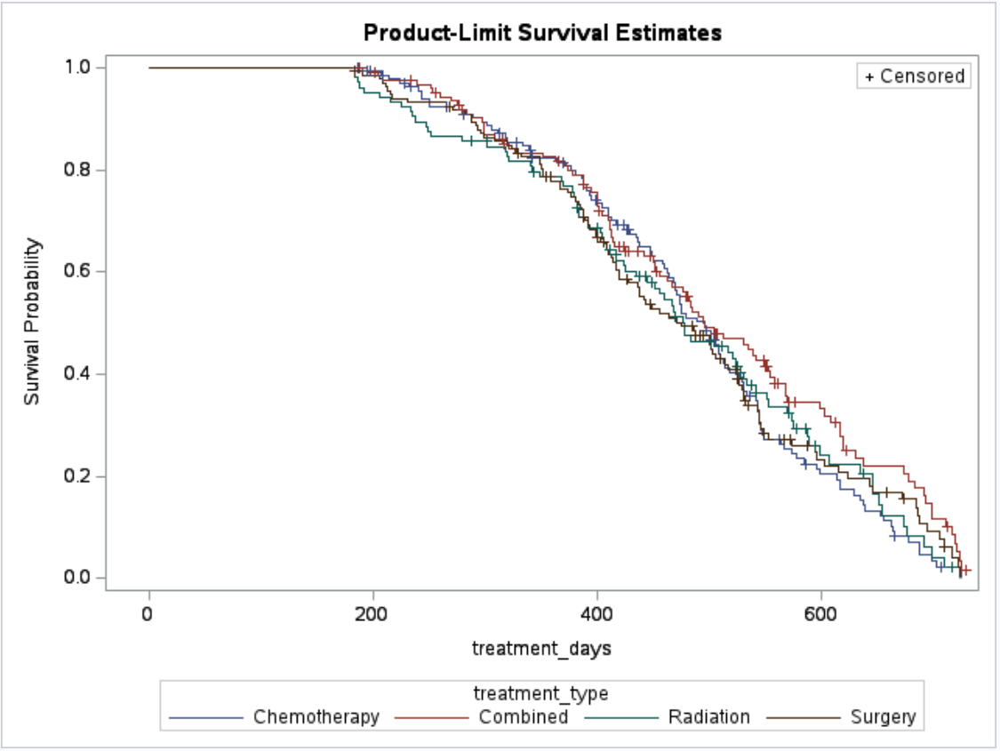 Product-Limit Survival Estimates
+ Censored
1.0
0.8
0.6
0.4
0.2
0.0
Survival Probability
0 200 400 600
treatment_days
treatment_type
Chemotherapy Combined Radiation Surgery